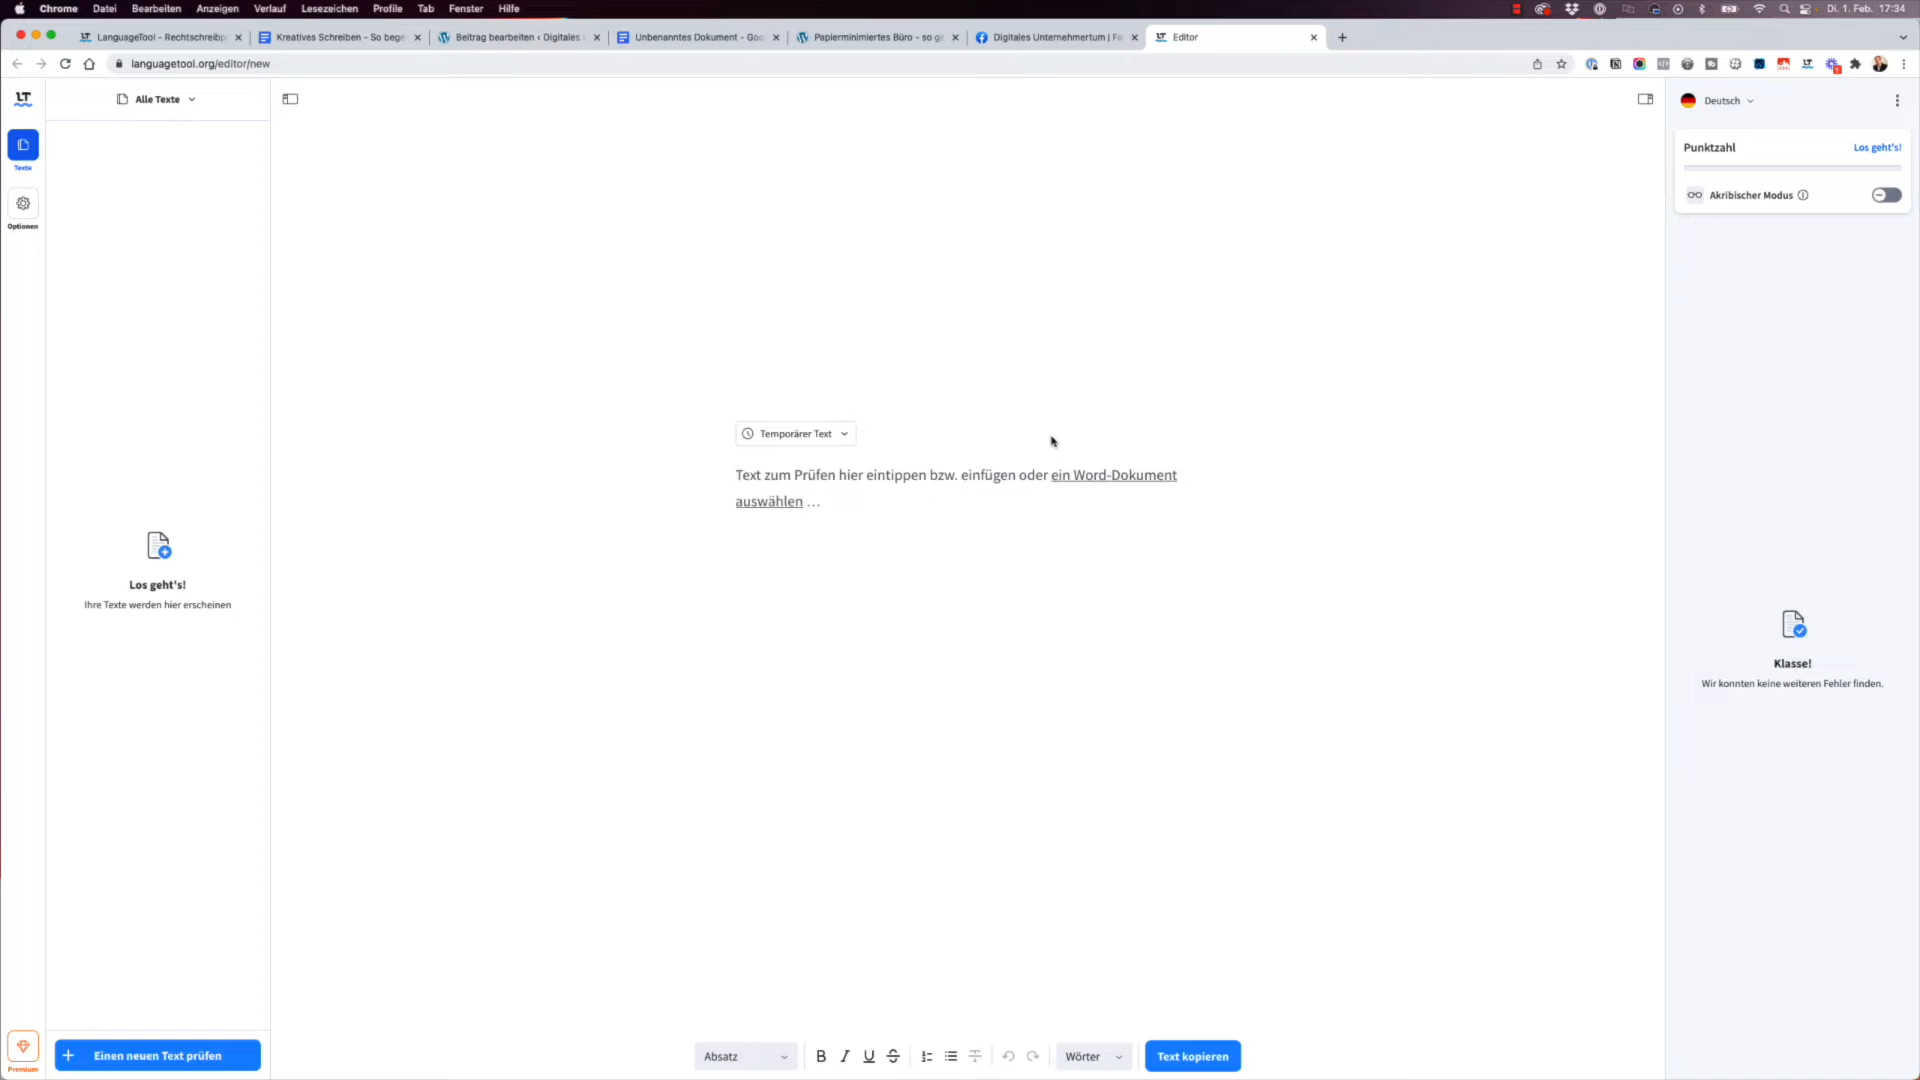 Chrome Datei Bearbeiten Anzeigen Verlauf Lesezeichen Profile Tab Fenster Hilfe Di. 1. Feb. 17:34
LanguageTool - Rechtschreibp Kreatives Schreiben - So bege Beitrag bearbeiten ‹ Digitales Unbenanntes Dokument - Goo Papierminimiertes Büro - so ge Digitales Unternehmertum | Fa Editor
languagetool.org/editor/new
LT
Alle Texte
Deutsch
Texte
Punktzahl Los geht's!
Akribischer Modus
Optionen
Temporärer Text
Text zum Prüfen hier eintippen bzw. einfügen oder ein Word-Dokument
auswählen …
Los geht's!
Ihre Texte werden hier erscheinen
Klasse!
Wir konnten keine weiteren Fehler finden.
Premium
+ Einen neuen Text prüfen
Absatz B I U S Wörter Text kopieren